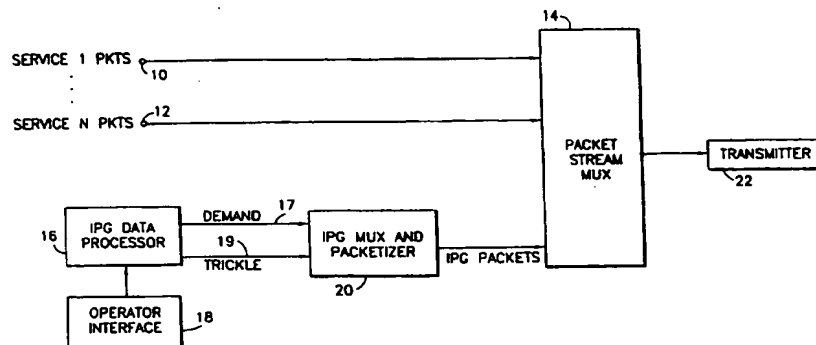 14
SERVICE 1 PKTS
10
SERVICE N PKTS
12
PACKET
STREAM
MUX
TRANSMITTER
22
16
IPG DATA
PROCESSOR
DEMAND
17
19
TRICKLE
IPG MUX AND
PACKETIZER
20
IPG PACKETS
OPERATOR
INTERFACE
18